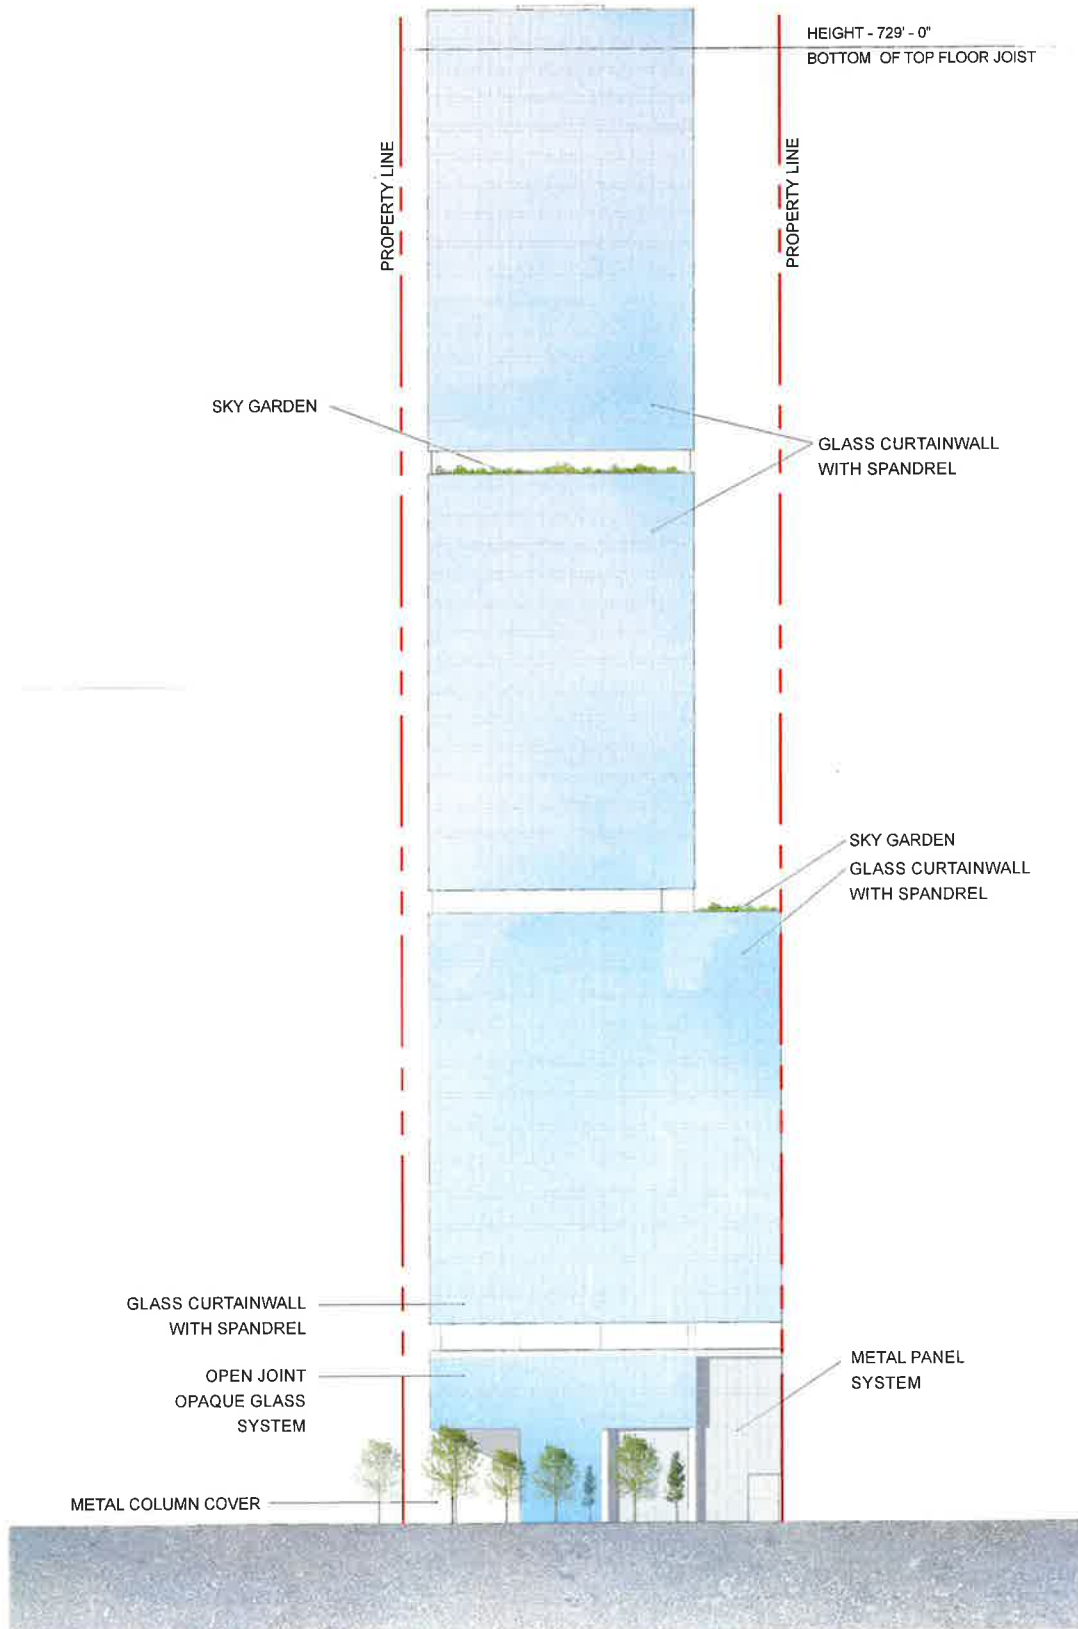 HEIGHT - 729' - 0"
BOTTOM OF TOP FLOOR JOIST
PROPERTY LINE
PROPERTY LINE
SKY GARDEN
GLASS CURTAINWALL
WITH SPANDREL
SKY GARDEN
GLASS CURTAINWALL
WITH SPANDREL
GLASS CURTAINWALL
WITH SPANDREL
METAL PANEL
SYSTEM
OPEN JOINT
OPAQUE GLASS
SYSTEM
METAL COLUMN COVER